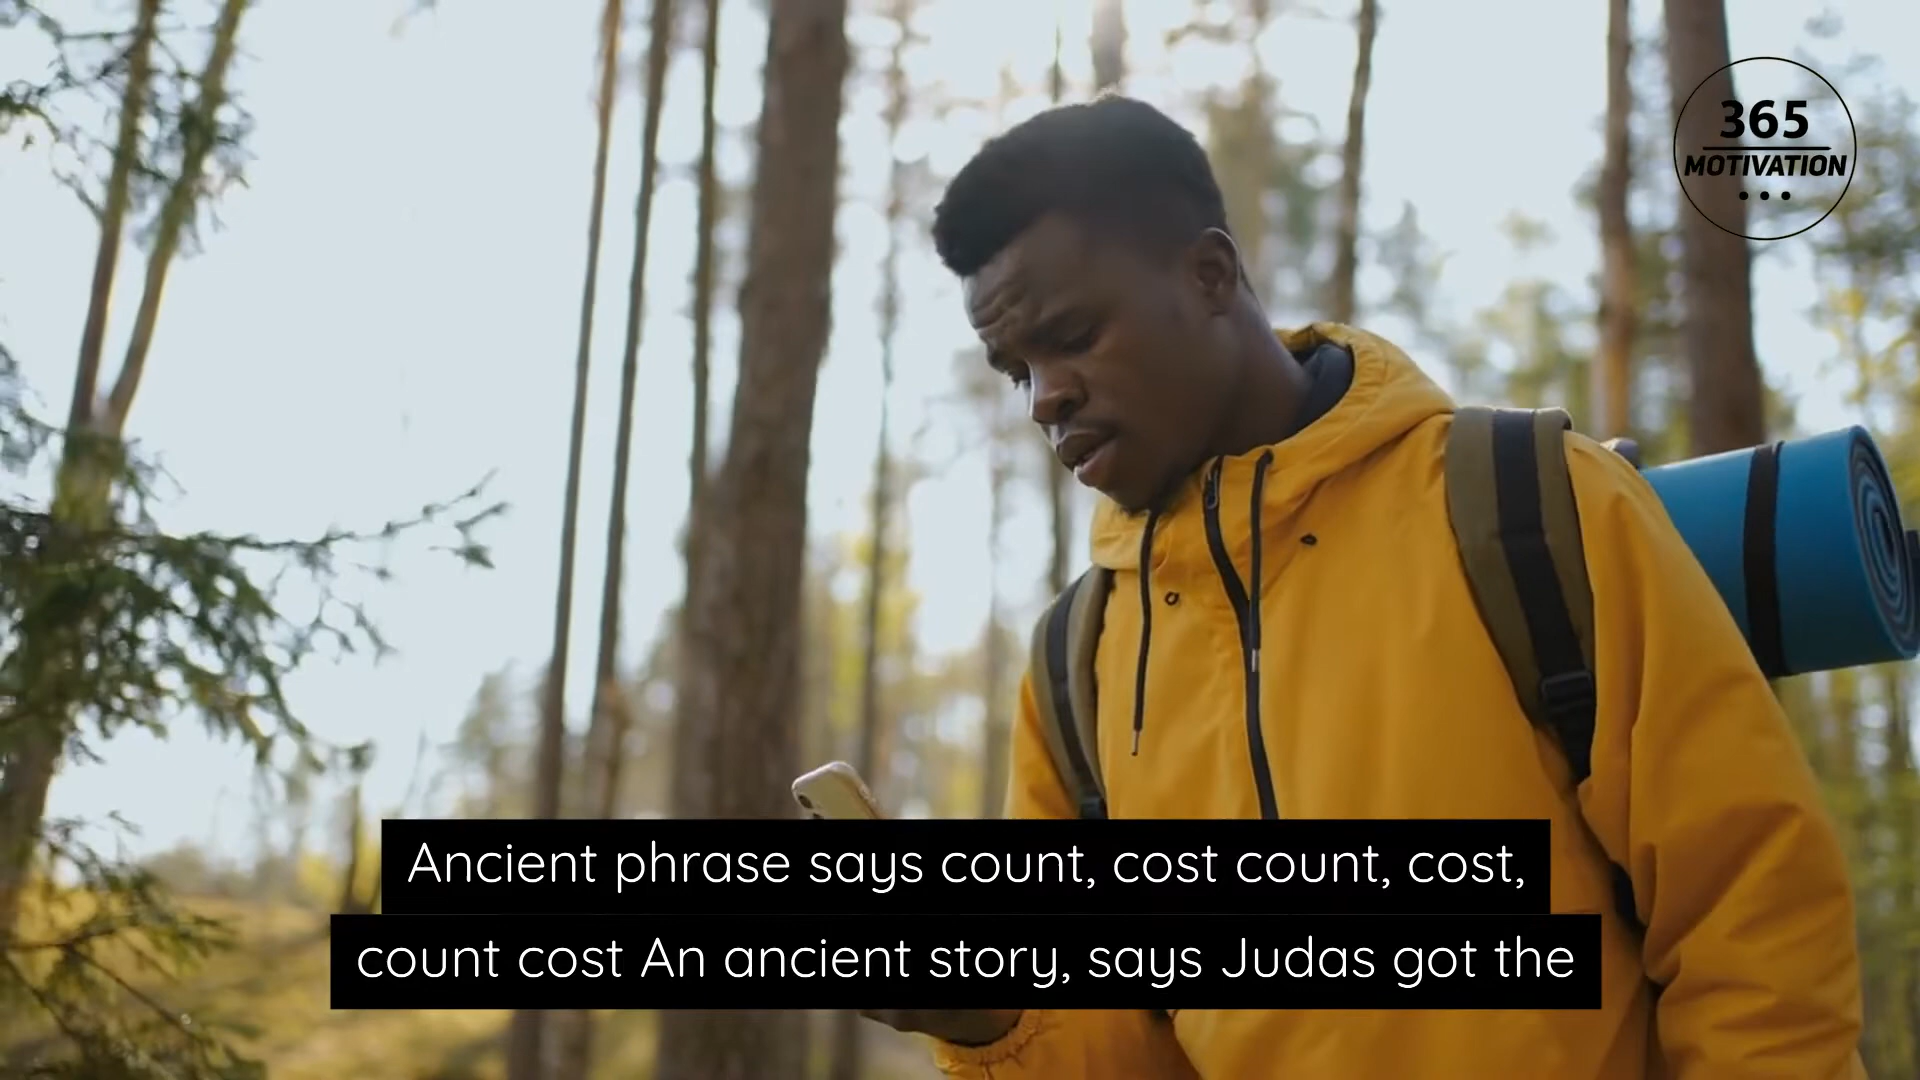 365
MOTIVATION
Ancient phrase says count, cost count, cost,
count cost An ancient story, says Judas got the